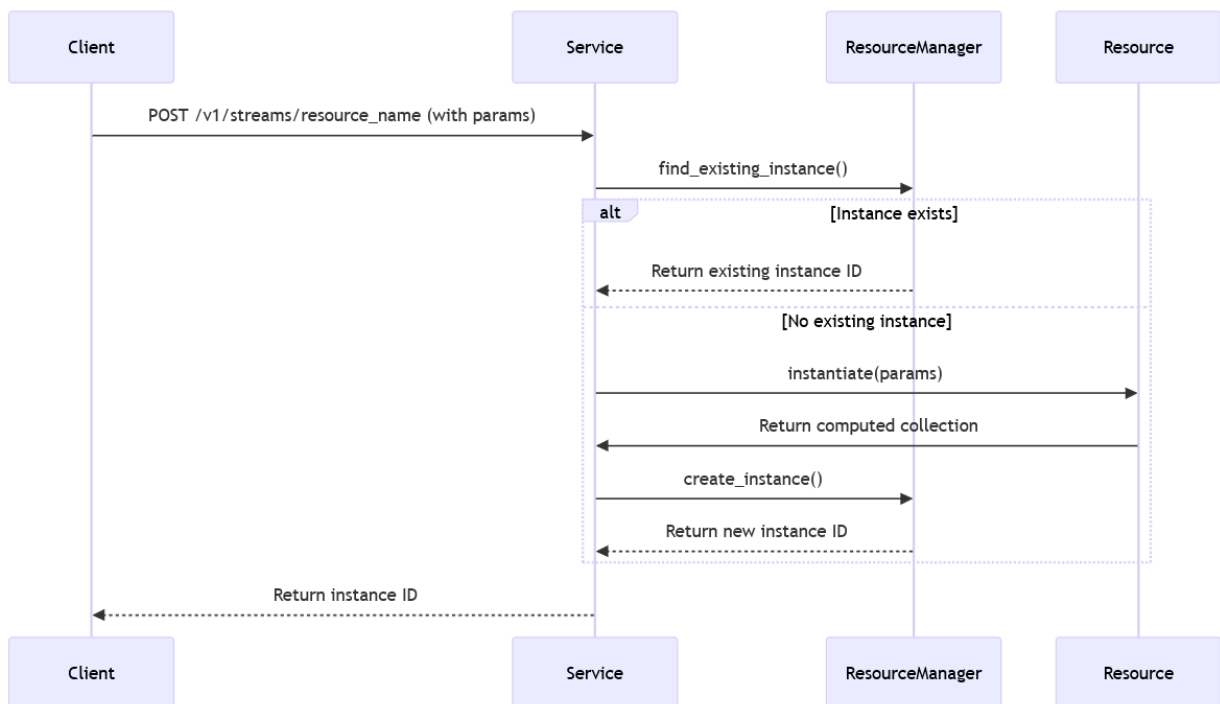 Client Service ResourceManager Resource
POST /v1/streams/resource_name (with params)
find_existing_instance()
alt [Instance exists]
Return existing instance ID
[No existing instance]
instantiate(params)
Return computed collection
create_instance()
Return new instance ID
Return instance ID
Client Service ResourceManager Resource